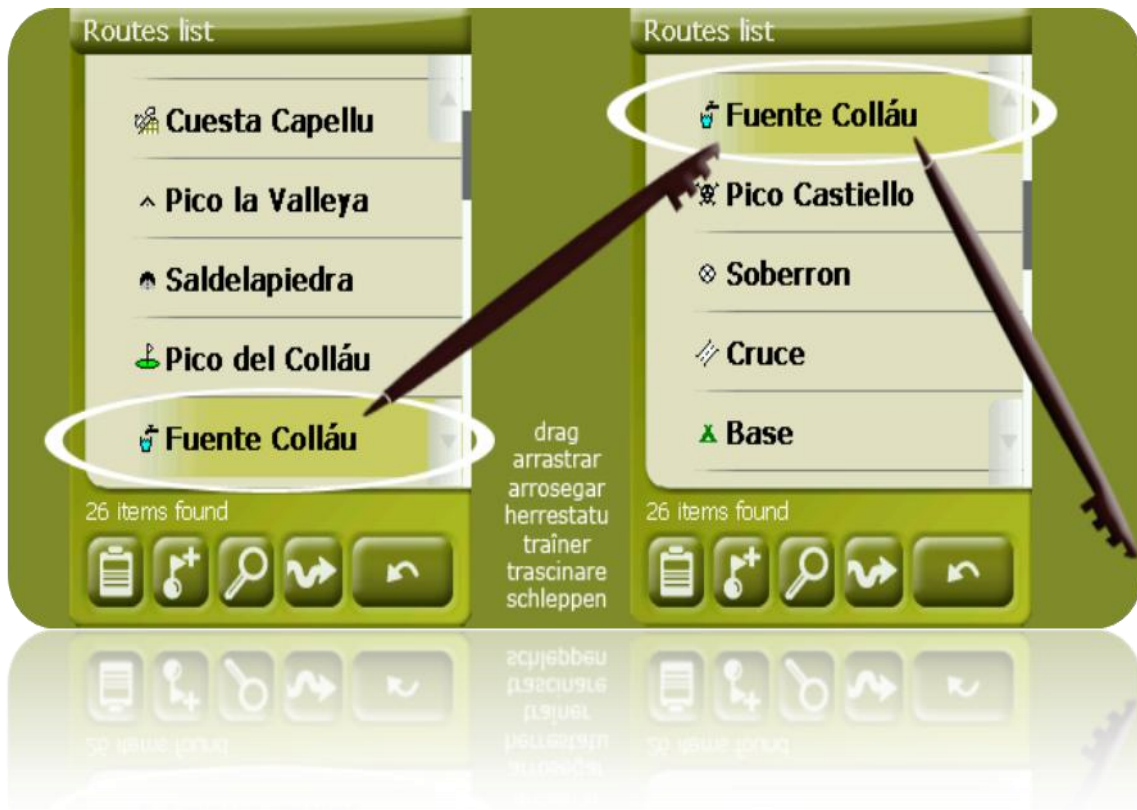 Routes list
Cuesta Capellu
Pico la Valleya
Saldelapiedra
Pico del Colláu
Fuente Colláu
26 items found
drag
arrastrar
arrosegar
herrestatu
traîner
trascinare
schleppen
Routes list
Fuente Colláu
Pico Castiello
Soberron
Cruce
Base
26 items found